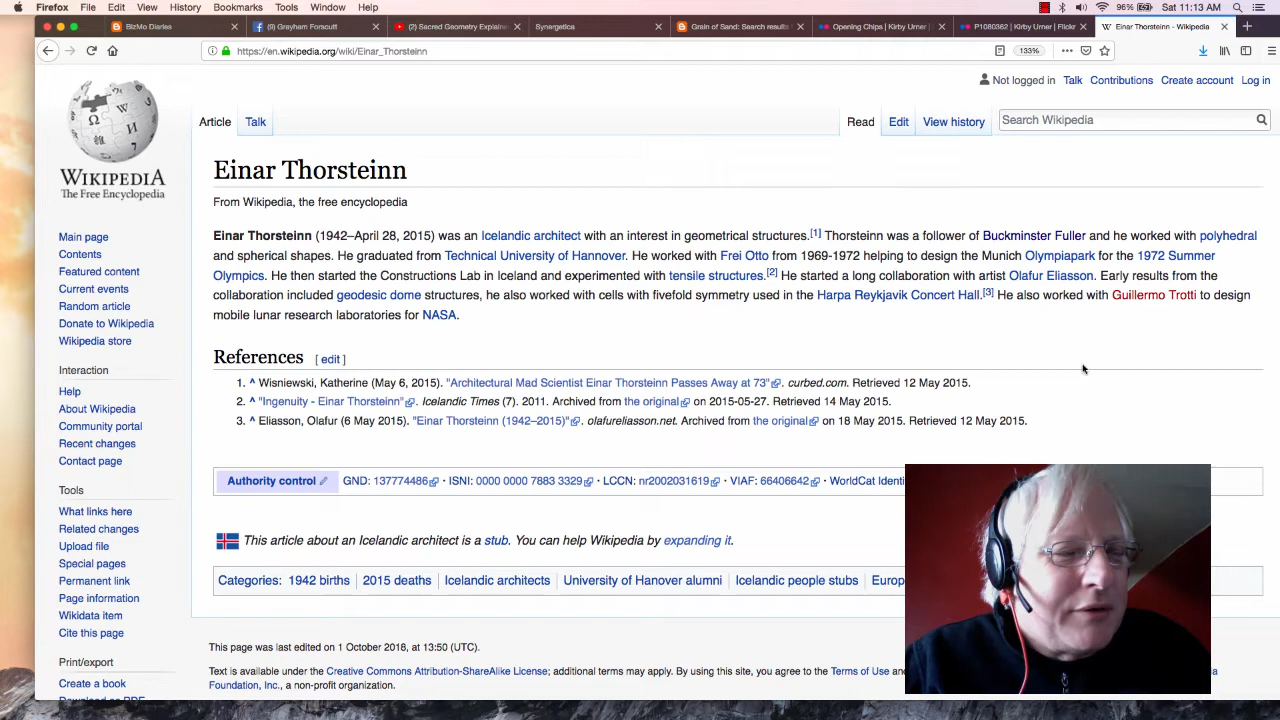 Firefox File Edit View History Bookmarks Tools Window Help 96% Sat 11:13 AM
BizMo Diaries (9) Grayham Forscutt (2) Sacred Geometry Explaine Synergetics Grain of Sand: Search results Opening Chips | Kirby Urner | P1080362 | Kirby Urner | Flickr Einar Thorsteinn - Wikipedia
https://en.wikipedia.org/wiki/Einar_Thorsteinn 133%
Not logged in Talk Contributions Create account Log in
Article Talk Read Edit View history Search Wikipedia
WIKIPEDIA
The Free Encyclopedia
Main page
Contents
Featured content
Current events
Random article
Donate to Wikipedia
Wikipedia store
Interaction
Help
About Wikipedia
Community portal
Recent changes
Contact page
Tools
What links here
Related changes
Upload file
Special pages
Permanent link
Page information
Wikidata item
Cite this page
Print/export
Create a book
Download as PDF
Einar Thorsteinn
From Wikipedia, the free encyclopedia
Einar Thorsteinn (1942–April 28, 2015) was an Icelandic architect with an interest in geometrical structures.[1] Thorsteinn was a follower of Buckminster Fuller and he worked with polyhedral
and spherical shapes. He graduated from Technical University of Hannover. He worked with Frei Otto from 1969-1972 helping to design the Munich Olympiapark for the 1972 Summer
Olympics. He then started the Constructions Lab in Iceland and experimented with tensile structures.[2] He started a long collaboration with artist Olafur Eliasson. Early results from the
collaboration included geodesic dome structures, he also worked with cells with fivefold symmetry used in the Harpa Reykjavik Concert Hall.[3] He also worked with Guillermo Trotti to design
mobile lunar research laboratories for NASA.
References [ edit ]
1. ^ Wisniewski, Katherine (May 6, 2015). "Architectural Mad Scientist Einar Thorsteinn Passes Away at 73". curbed.com. Retrieved 12 May 2015.
2. ^ "Ingenuity - Einar Thorsteinn". Icelandic Times (7). 2011. Archived from the original on 2015-05-27. Retrieved 14 May 2015.
3. ^ Eliasson, Olafur (6 May 2015). "Einar Thorsteinn (1942–2015)". olafureliasson.net. Archived from the original on 18 May 2015. Retrieved 12 May 2015.
Authority control GND: 137774486 · ISNI: 0000 0000 7883 3329 · LCCN: nr2002031619 · VIAF: 66406642 · WorldCat Identi
This article about an Icelandic architect is a stub. You can help Wikipedia by expanding it.
Categories: 1942 births 2015 deaths Icelandic architects University of Hanover alumni Icelandic people stubs Europ
This page was last edited on 1 October 2018, at 13:50 (UTC).
Text is available under the Creative Commons Attribution-ShareAlike License; additional terms may apply. By using this site, you agree to the Terms of Use and
Foundation, Inc., a non-profit organization.